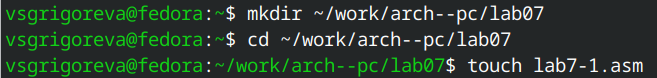 vsgrigoreva@fedora:~$ mkdir ~/work/arch--pc/lab07
vsgrigoreva@fedora:~$ cd ~/work/arch--pc/lab07
vsgrigoreva@fedora:~/work/arch--pc/lab07$ touch lab7-1.asm